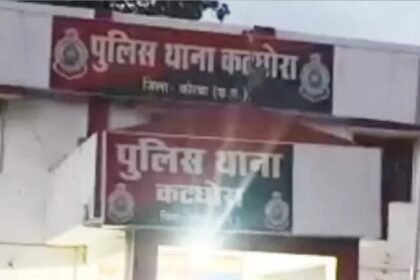 पुलिस थाना कटघोरा
जिला- कोरबा (छ.ग.)
पुलिस थाना
कटघोरा